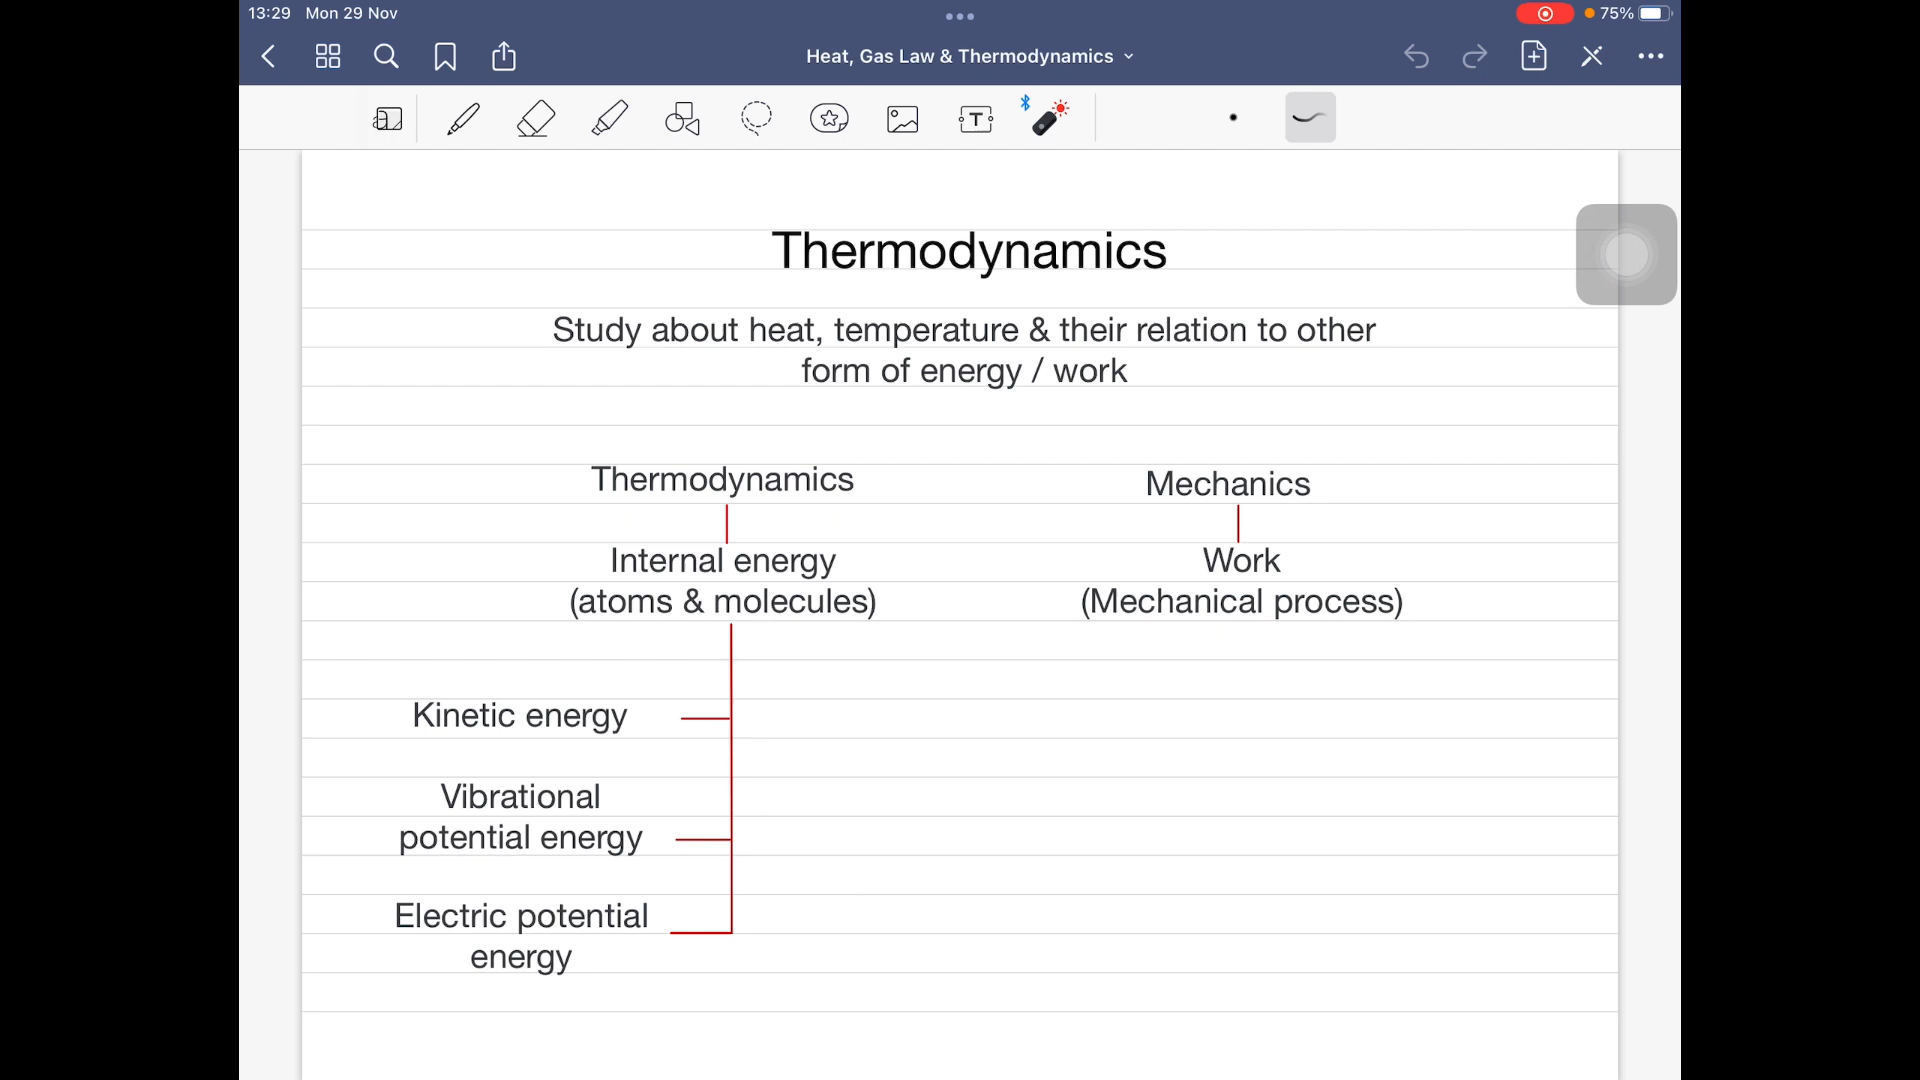 13:29 Mon 29 Nov
75%
Heat, Gas Law & Thermodynamics
a
T
Thermodynamics
Study about heat, temperature & their relation to other
form of energy / work
Thermodynamics
Mechanics
Internal energy
(atoms & molecules)
Work
(Mechanical process)
Kinetic energy
Vibrational
potential energy
Electric potential
energy